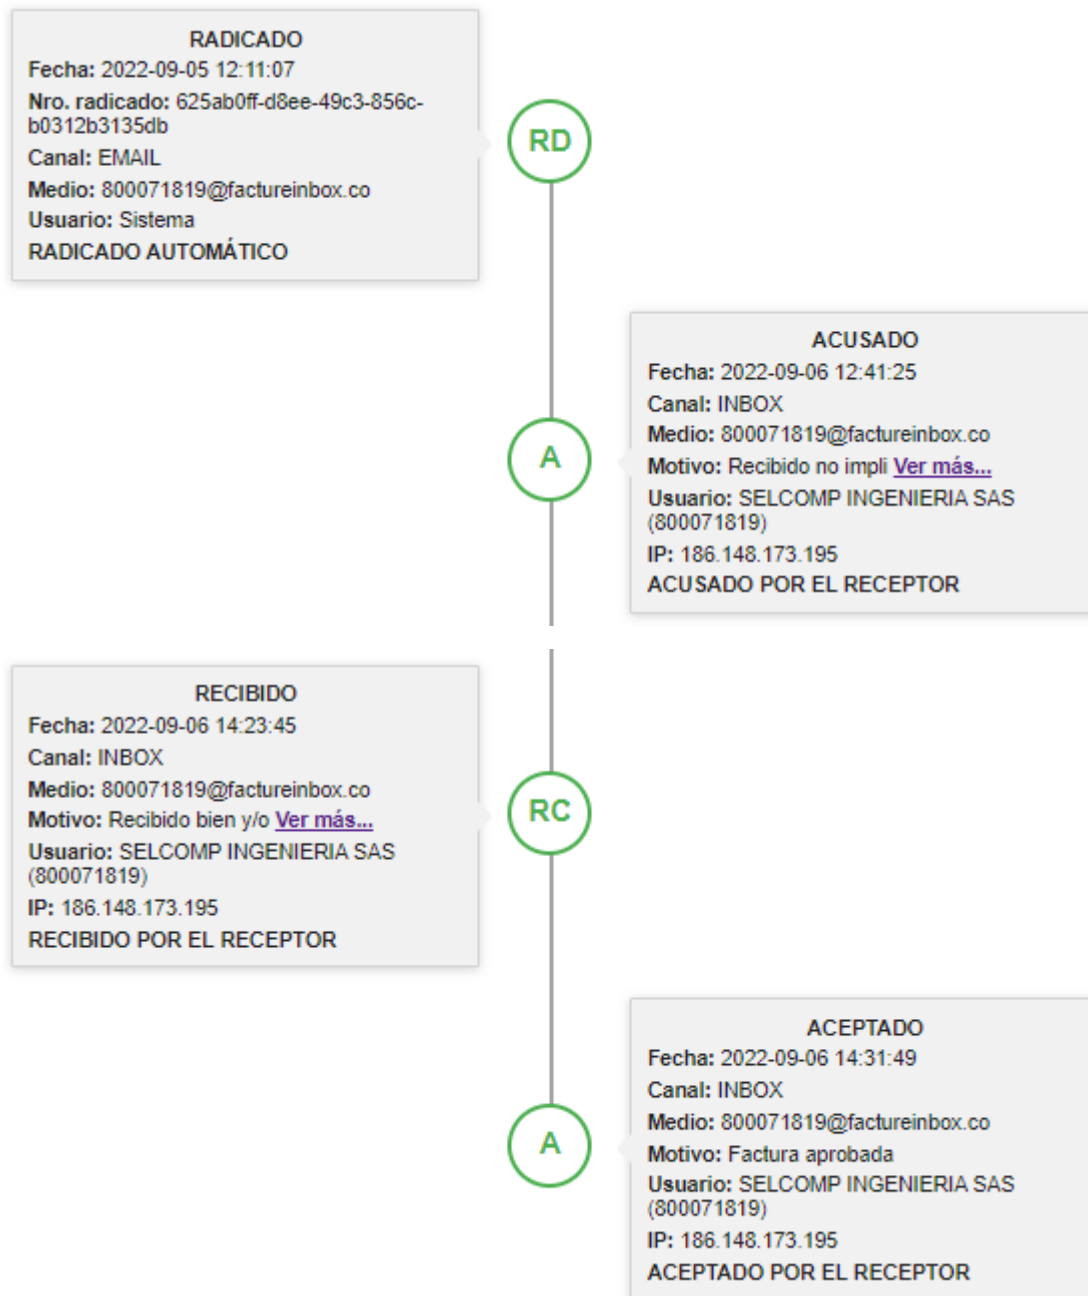 RADICADO
Fecha: 2022-09-05 12:11:07
Nro. radicado: 625ab0ff-d8ee-49c3-856c-
b0312b3135db
Canal: EMAIL
Medio: 800071819@factureinbox.co
Usuario: Sistema
RADICADO AUTOMÁTICO
RD
ACUSADO
Fecha: 2022-09-06 12:41:25
Canal: INBOX
Medio: 800071819@factureinbox.co
Motivo: Recibido no impli Ver más...
Usuario: SELCOMP INGENIERIA SAS
(800071819)
IP: 186.148.173.195
ACUSADO POR EL RECEPTOR
A
RECIBIDO
Fecha: 2022-09-06 14:23:45
Canal: INBOX
Medio: 800071819@factureinbox.co
Motivo: Recibido bien y/o Ver más...
Usuario: SELCOMP INGENIERIA SAS
(800071819)
IP: 186.148.173.195
RECIBIDO POR EL RECEPTOR
RC
ACEPTADO
Fecha: 2022-09-06 14:31:49
Canal: INBOX
Medio: 800071819@factureinbox.co
Motivo: Factura aprobada
Usuario: SELCOMP INGENIERIA SAS
(800071819)
IP: 186.148.173.195
ACEPTADO POR EL RECEPTOR
A